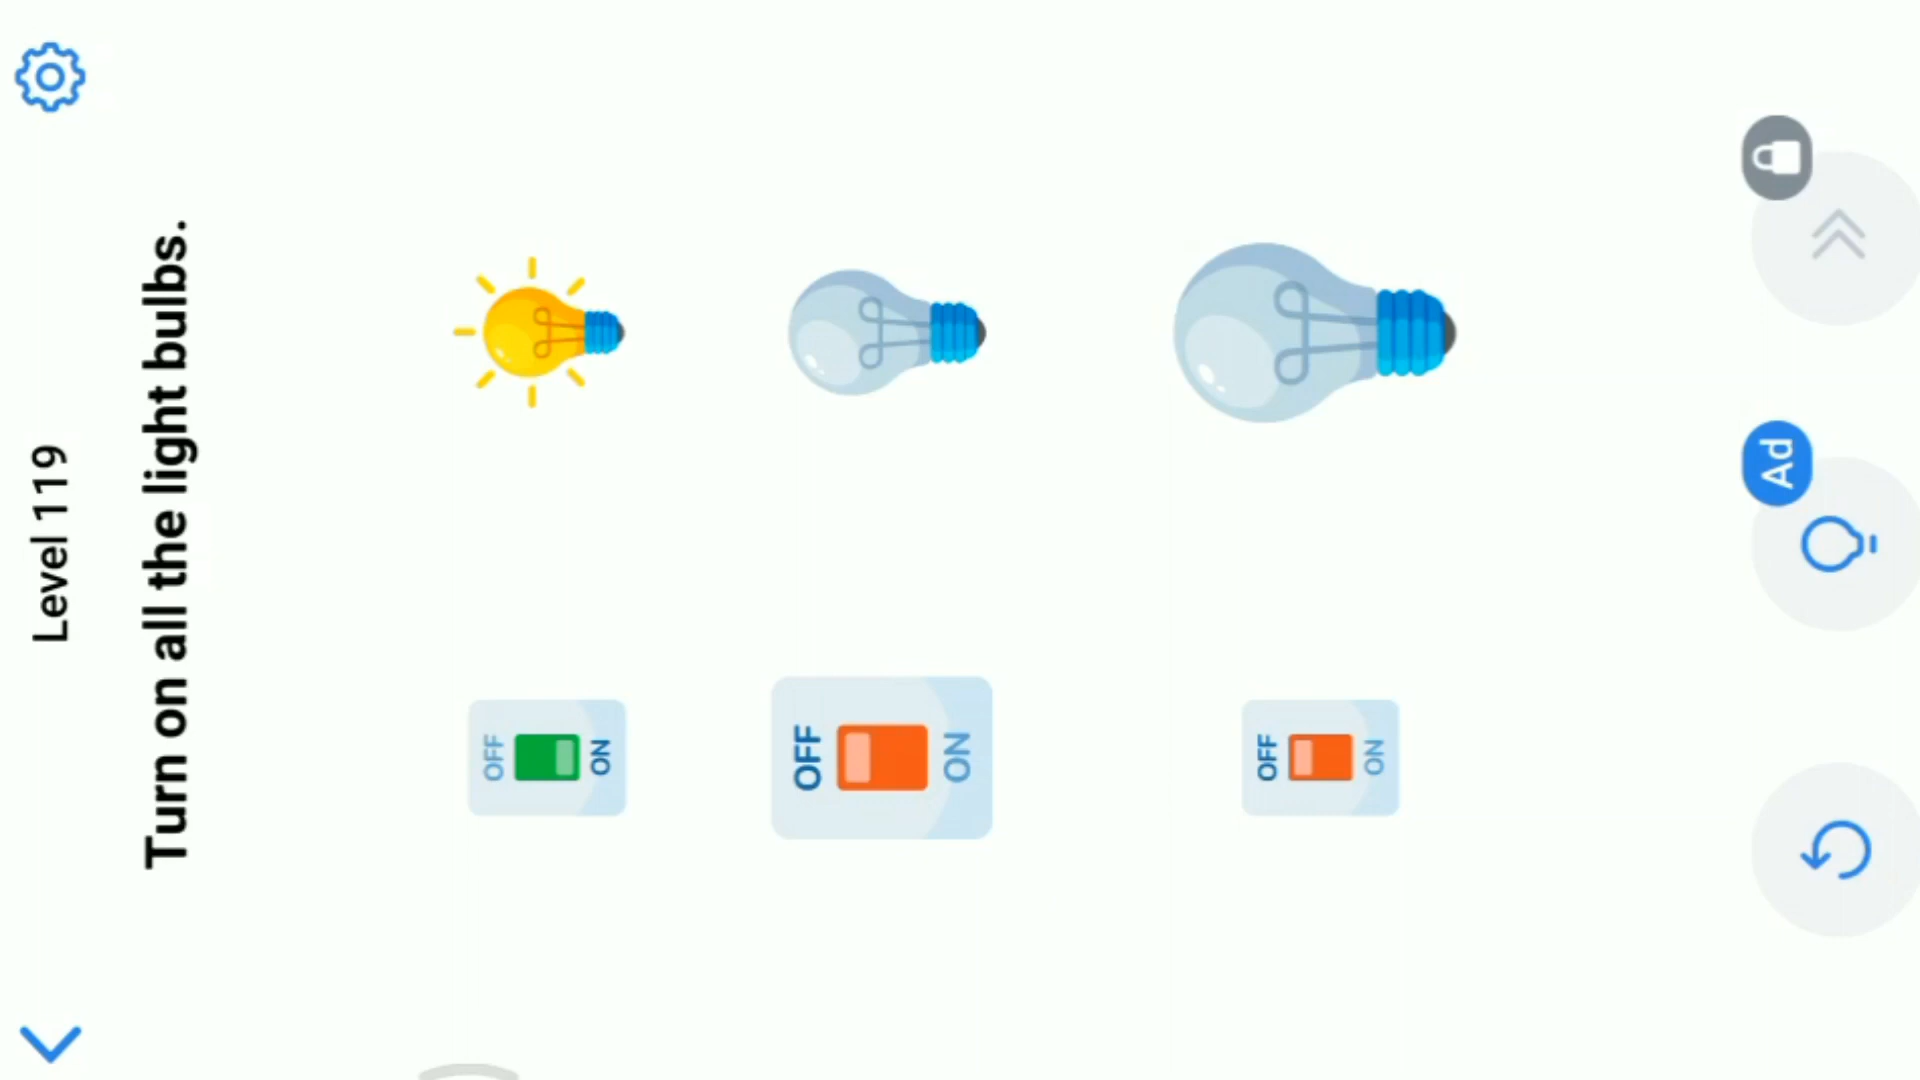 Level 119
Turn on all the light bulbs.
OFF
ON
OFF
ON
OFF
ON
Ad